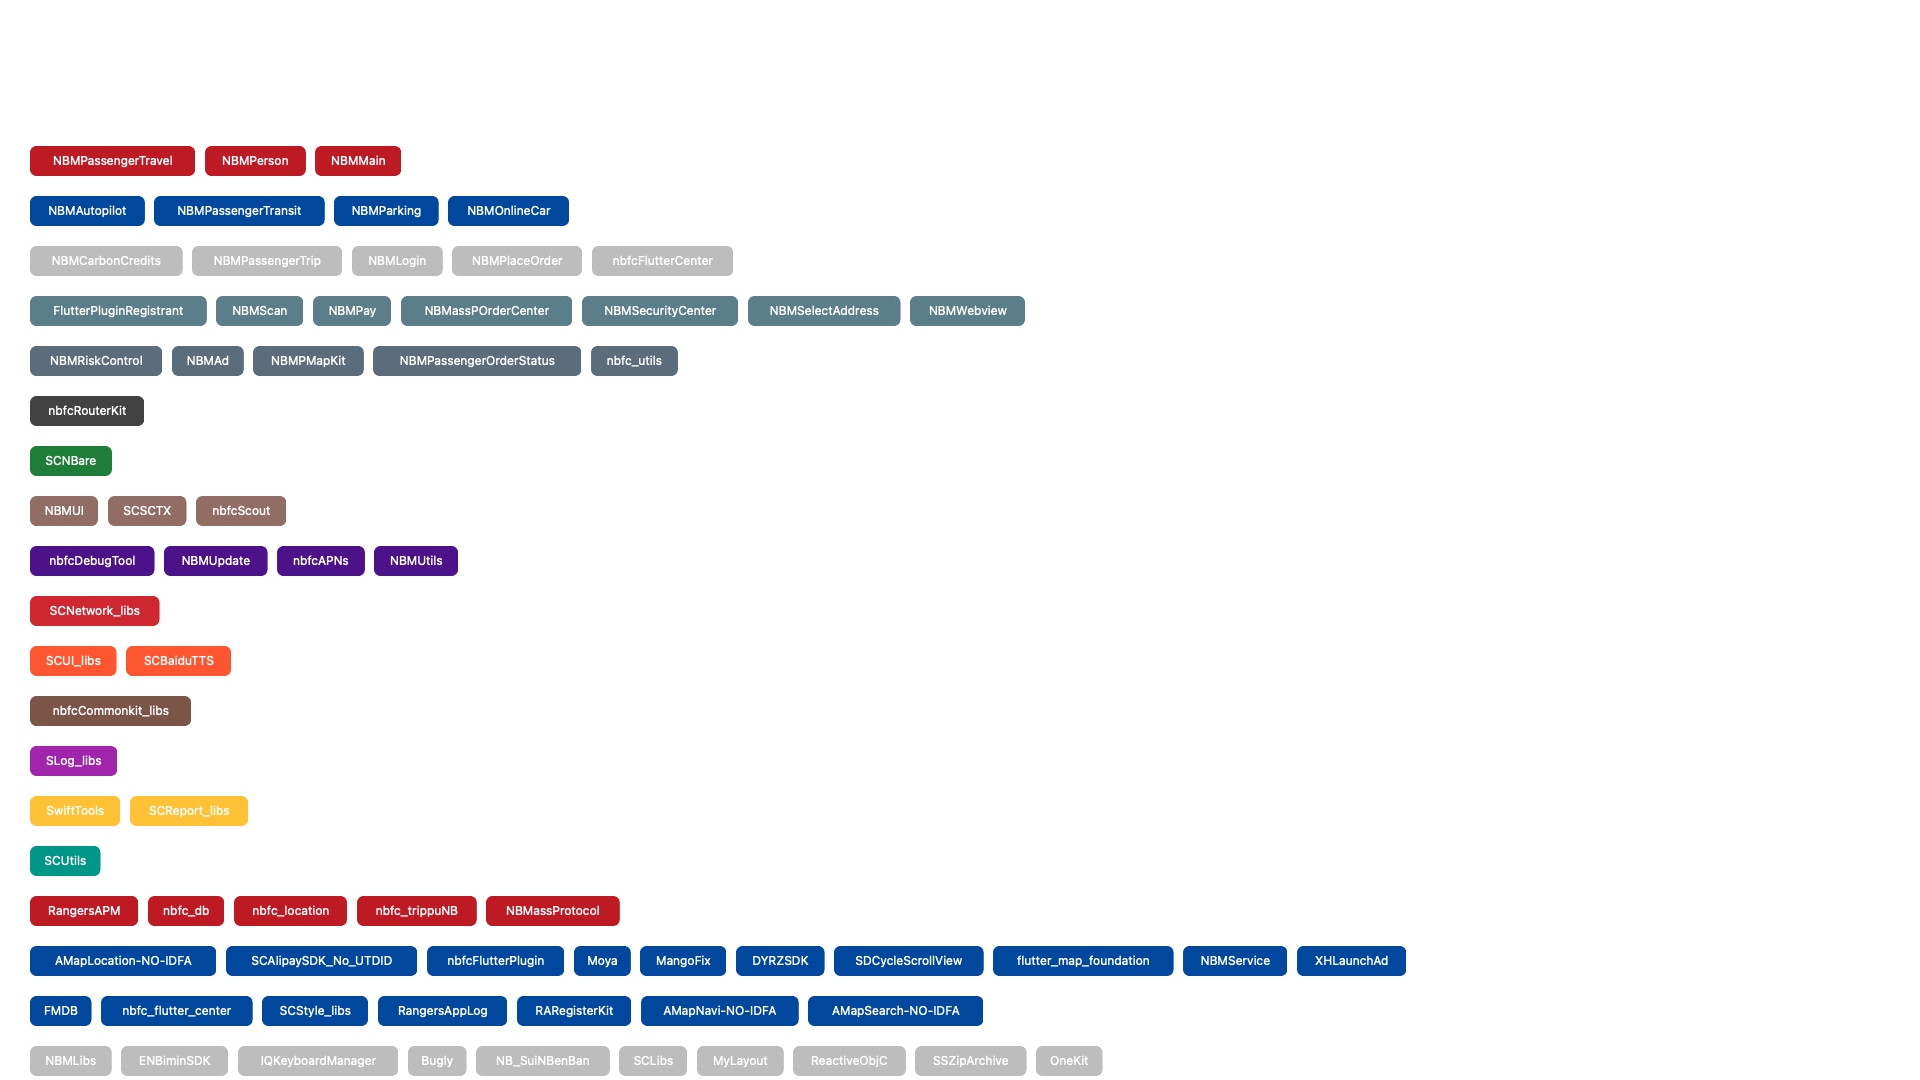 NBMPassengerTravel NBMPerson NBMMain
NBMAutopilot NBMPassengerTransit NBMParking NBMOnlineCar
NBMCarbonCredits NBMPassengerTrip NBMLogin NBMPlaceOrder nbfcFlutterCenter
FlutterPluginRegistrant NBMScan NBMPay NBMassPOrderCenter NBMSecurityCenter NBMSelectAddress NBMWebview
NBMRiskControl NBMAd NBMPMapKit NBMPassengerOrderStatus nbfc_utils
nbfcRouterKit
SCNBare
NBMUI SCSCTX nbfcScout
nbfcDebugTool NBMUpdate nbfcAPNs NBMUtils
SCNetwork_libs
SCUI_libs SCBaiduTTS
nbfcCommonkit_libs
SLog_libs
SwiftTools SCReport_libs
SCUtils
RangersAPM nbfc_db nbfc_location nbfc_trippuNB NBMassProtocol
AMapLocation-NO-IDFA SCAlipaySDK_No_UTDID nbfcFlutterPlugin Moya MangoFix DYRZSDK SDCycleScrollView flutter_map_foundation NBMService XHLaunchAd
FMDB nbfc_flutter_center SCStyle_libs RangersAppLog RARegisterKit AMapNavi-NO-IDFA AMapSearch-NO-IDFA
NBMLibs ENBiminSDK IQKeyboardManager Bugly NB_SuiNBenBan SCLibs MyLayout ReactiveObjC SSZipArchive OneKit